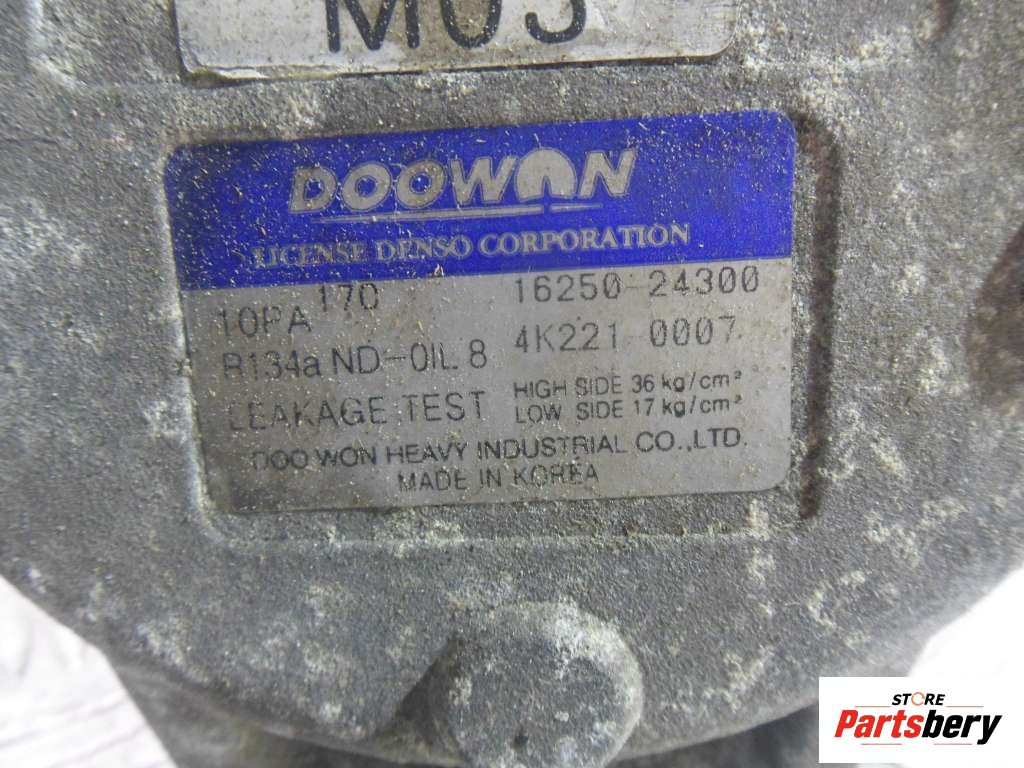 M05
DOOWON
LICENSE DENSO CORPORATION
10PA 170 16250-24300
R134a ND-OIL 8 4K221 0007
LEAKAGE TEST HIGH SIDE 36 kg/cm²
LOW SIDE 17 kg/cm²
DOO WON HEAVY INDUSTRIAL CO.,LTD.
MADE IN KOREA
STORE
Partsbery